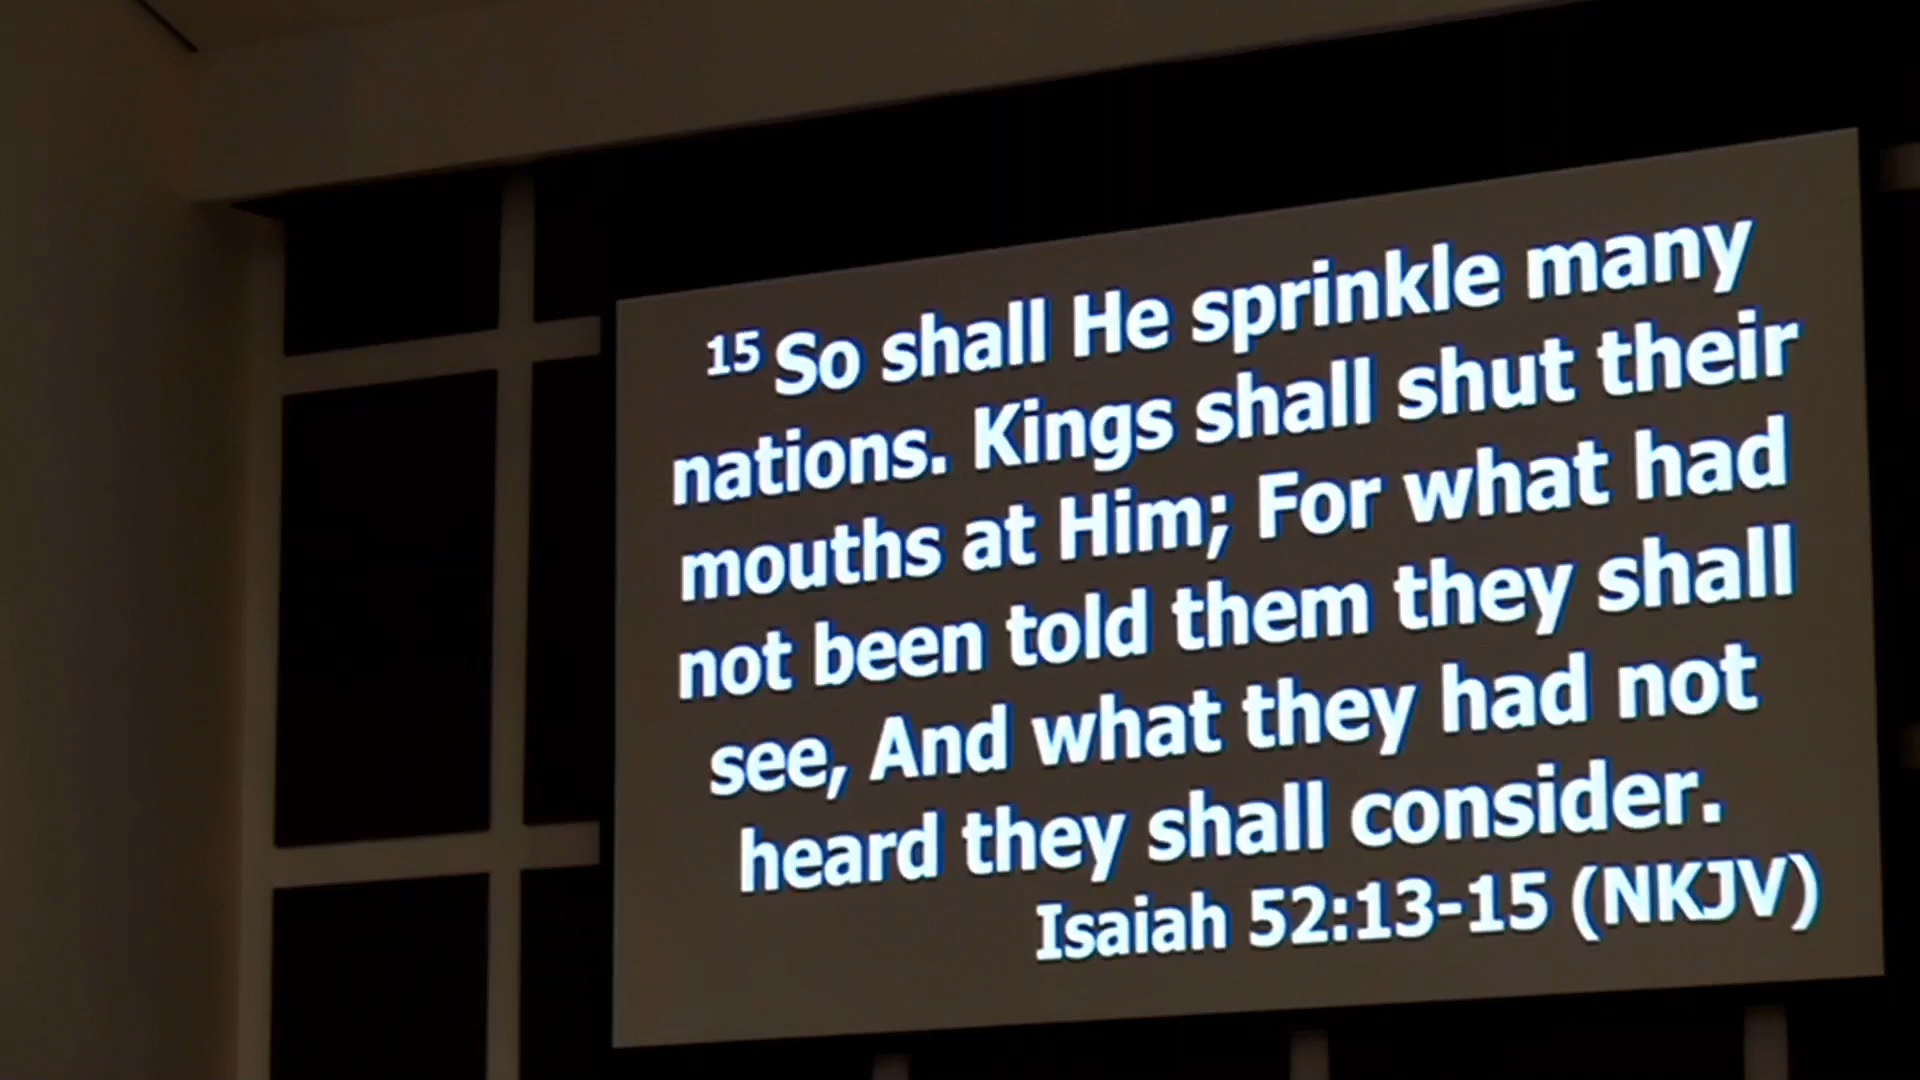 15 So shall He sprinkle many
nations. Kings shall shut their
mouths at Him; For what had
not been told them they shall
see, And what they had not
heard they shall consider.
Isaiah 52:13-15 (NKJV)